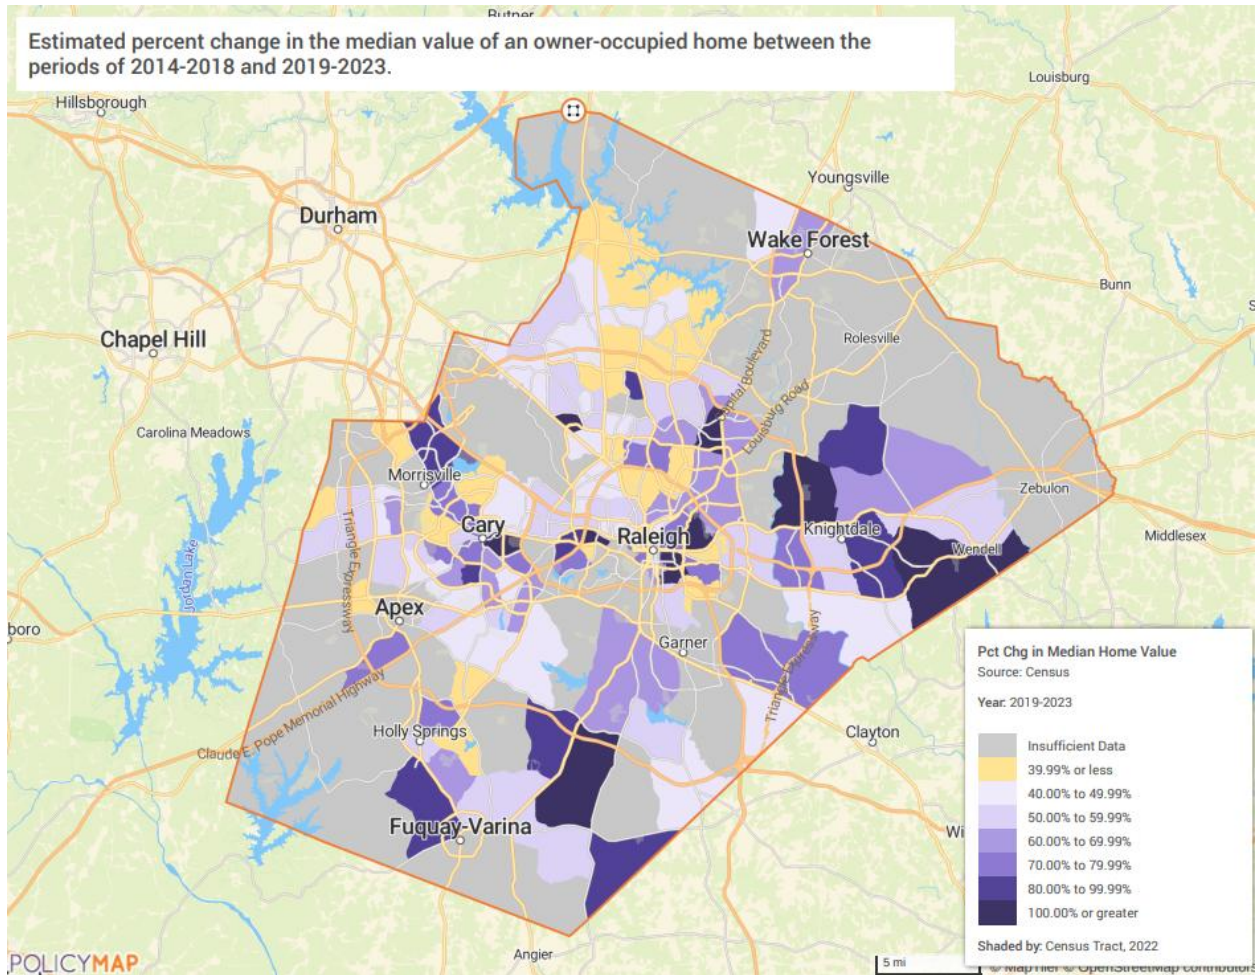 Butner
Estimated percent change in the median value of an owner-occupied home between the
periods of 2014-2018 and 2019-2023.
Louisburg
Hillsborough
Youngsville
Durham
Wake Forest
Bunn
Chapel Hill
Rolesville
Capital Boulevard
Louisburg Road
Carolina Meadows
Morrisville
Zebulon
Cary
Raleigh
Knightdale
Middlesex
Wendell
Triangle Expressway
Jordan Lake
Apex
boro
Garner
Triangle Expressway
Claude E. Pope Memorial Highway
Holly Springs
Clayton
Fuquay-Varina
Wi
Angier
Pct Chg in Median Home Value
Source: Census
Year: 2019-2023
Insufficient Data
39.99% or less
40.00% to 49.99%
50.00% to 59.99%
60.00% to 69.99%
70.00% to 79.99%
80.00% to 99.99%
100.00% or greater
Shaded by: Census Tract, 2022
5 mi
© MapTiler © OpenStreetMap contributors
POLICYMAP